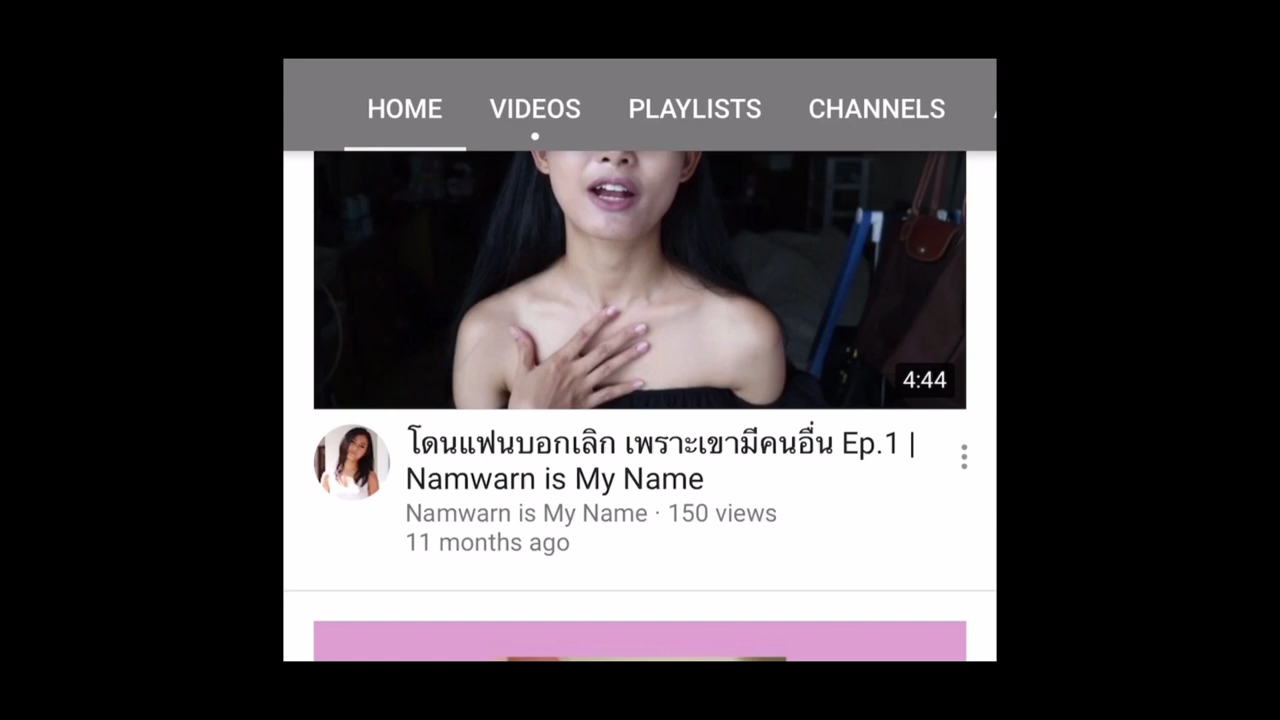 HOME VIDEOS PLAYLISTS CHANNELS
4:44
โดนแฟนบอกเลิก เพราะเขามีคนอื่น Ep.1 |
Namwarn is My Name
Namwarn is My Name · 150 views
11 months ago